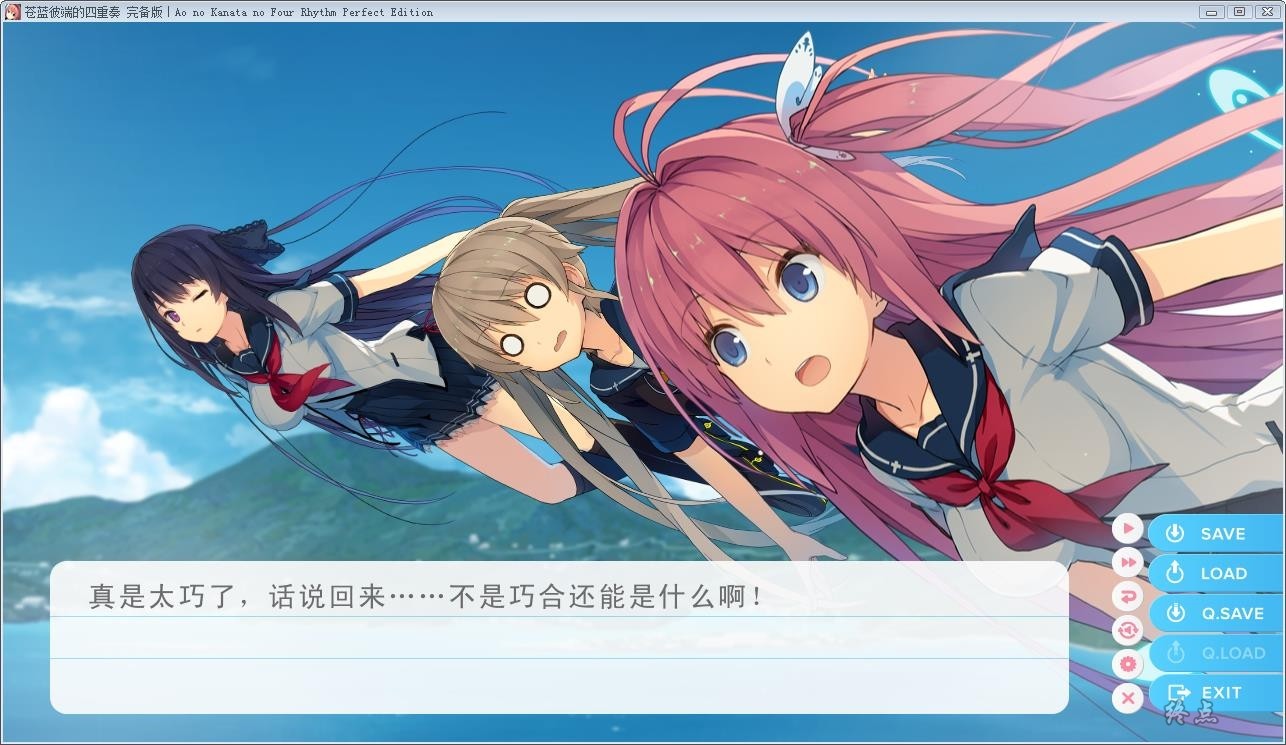 苍蓝彼端的四重奏 完备版 | Ao no Kanata no Four Rhythm Perfect Edition
真是太巧了，话说回来……不是巧合还能是什么啊！
SAVE
LOAD
Q.SAVE
Q.LOAD
EXIT
终点